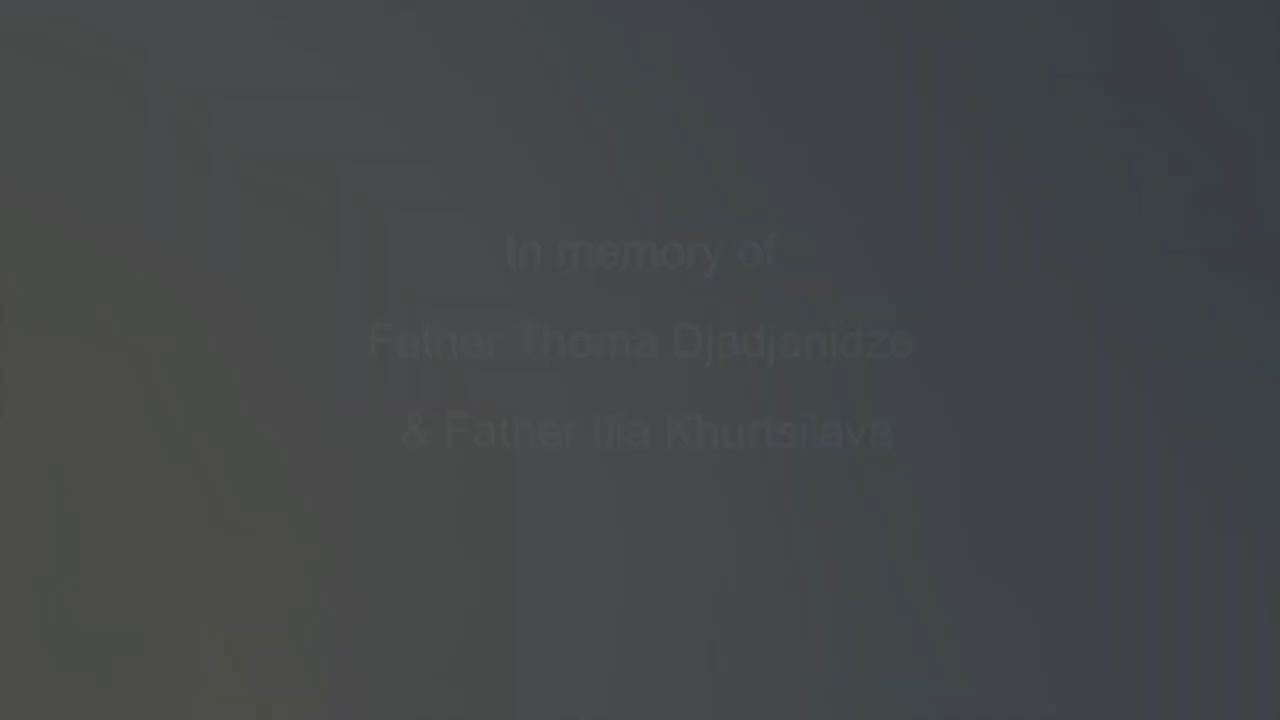 In memory of
Father Thoma Djadjanidze
& Father Ilia Khurtsilava